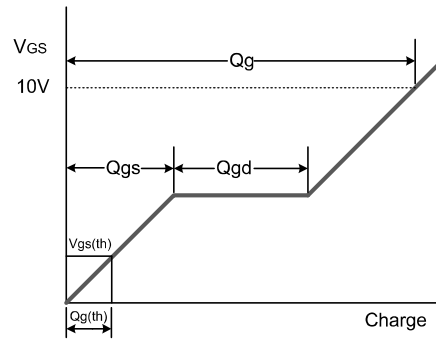 VGS
Qg
10V
Qgs
Qgd
Vgs(th)
Qg(th)
Charge